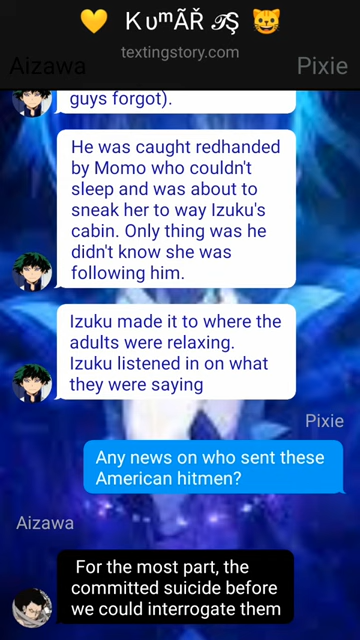 💛 KυᵐÃŘ 𝒯Ş 😺
textingstory.com
Aizawa
Pixie
guys forgot).
He was caught redhanded
by Momo who couldn't
sleep and was about to
sneak her to way Izuku's
cabin. Only thing was he
didn't know she was
following him.
Izuku made it to where the
adults were relaxing.
Izuku listened in on what
they were saying
Pixie
Any news on who sent these
American hitmen?
Aizawa
For the most part, the
committed suicide before
we could interrogate them